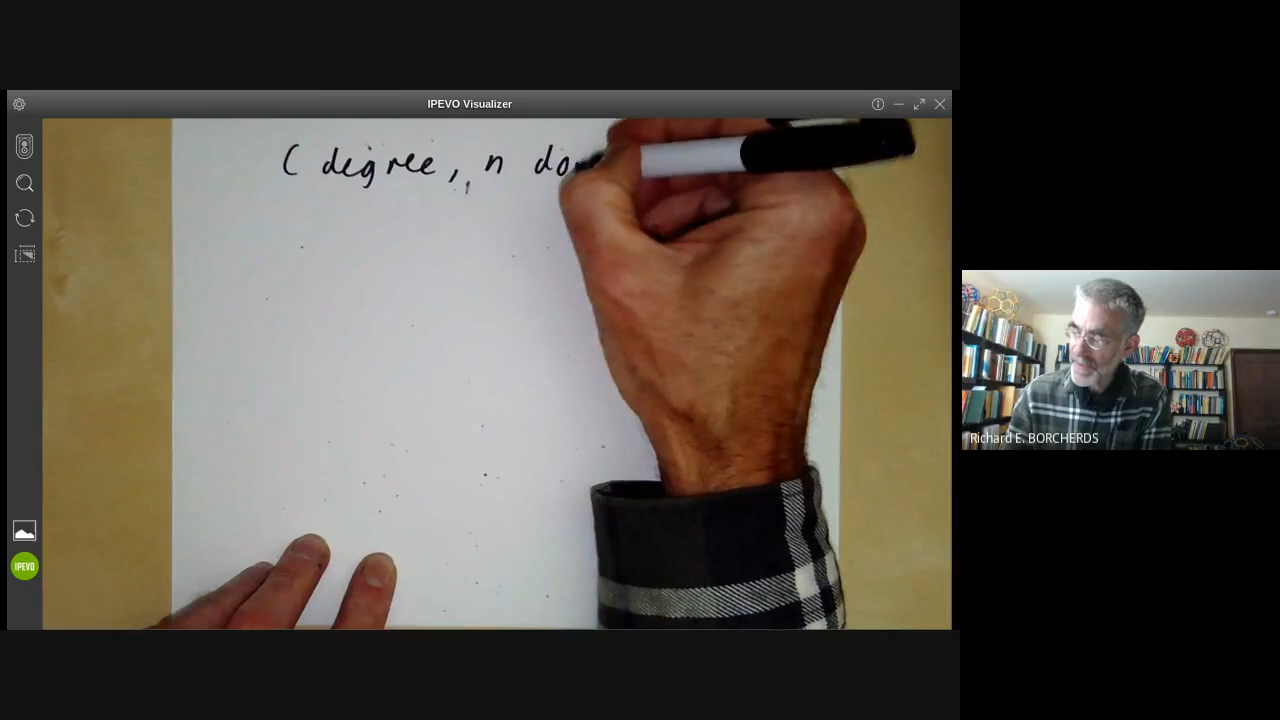 IPEVO Visualizer
( degree, n do
IPEVO
Richard E. BORCHERDS